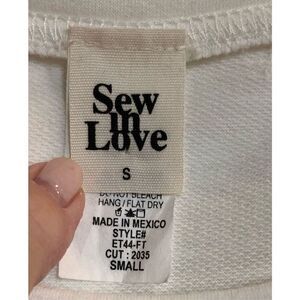 Sew
in
Love
S
DO NOT BLEACH
HANG / FLAT DRY
MADE IN MEXICO
STYLE#
ET44-FT
CUT : 2035
SMALL